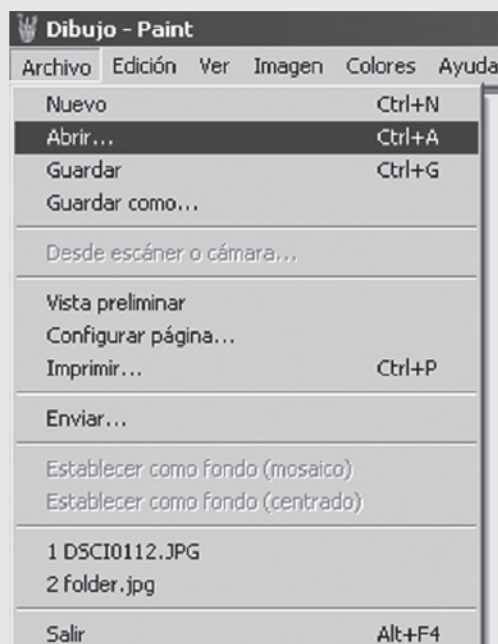 Dibujo - Paint
Archivo Edición Ver Imagen Colores Ayuda
Nuevo Ctrl+N
Abrir... Ctrl+A
Guardar Ctrl+G
Guardar como...
Desde escáner o cámara...
Vista preliminar
Configurar página...
Imprimir... Ctrl+P
Enviar...
Establecer como fondo (mosaico)
Establecer como fondo (centrado)
1 DSCI0112.JPG
2 folder.jpg
Salir Alt+F4